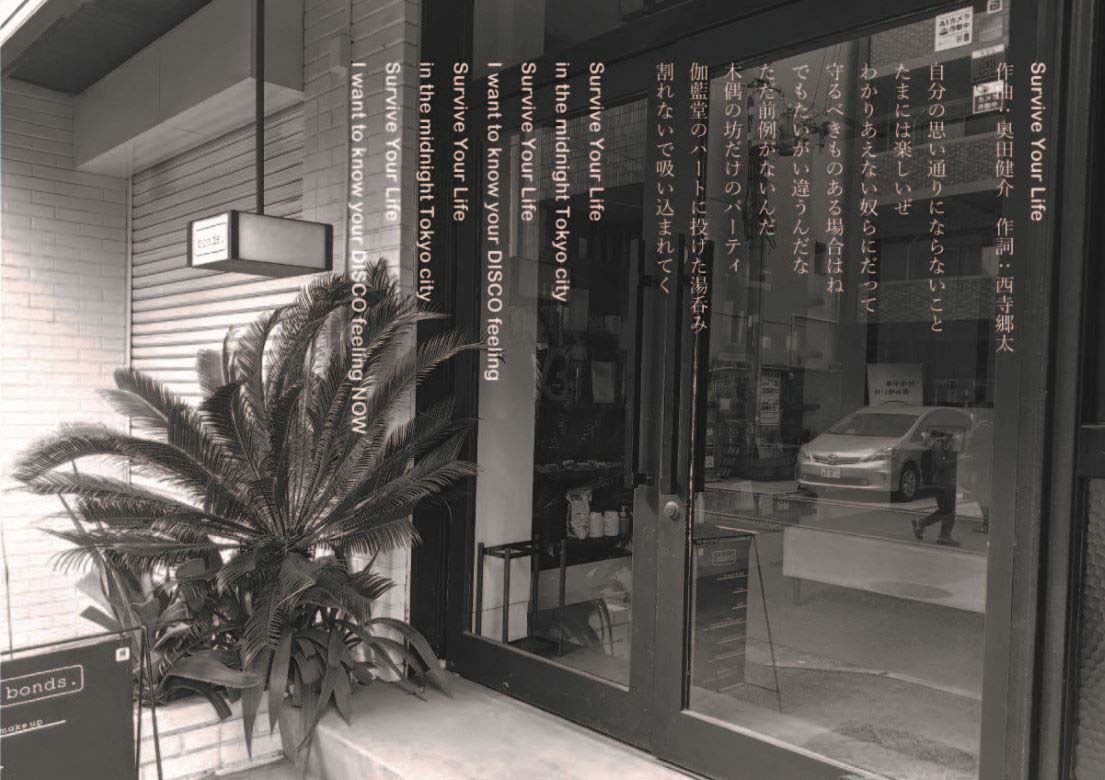 Survive Your Life
作曲：奥田健介　作詞：西寺郷太
自分の思い通りにならないこと
たまには楽しいぜ
わかりあえない奴らにだって
守るべきものある場合はね
でもたいがい違うんだな
ただ前例がないんだ
木偶の坊だけのパーティ
伽藍堂のハートに投げた湯呑み
割れないで吸い込まれてく
Survive Your Life
in the midnight Tokyo city
Survive Your Life
I want to know your DISCO feeling
Survive Your Life
in the midnight Tokyo city
Survive Your Life
I want to know your DISCO feeling NOW
AIカメラ
作動中
bonds.
bonds.
make up